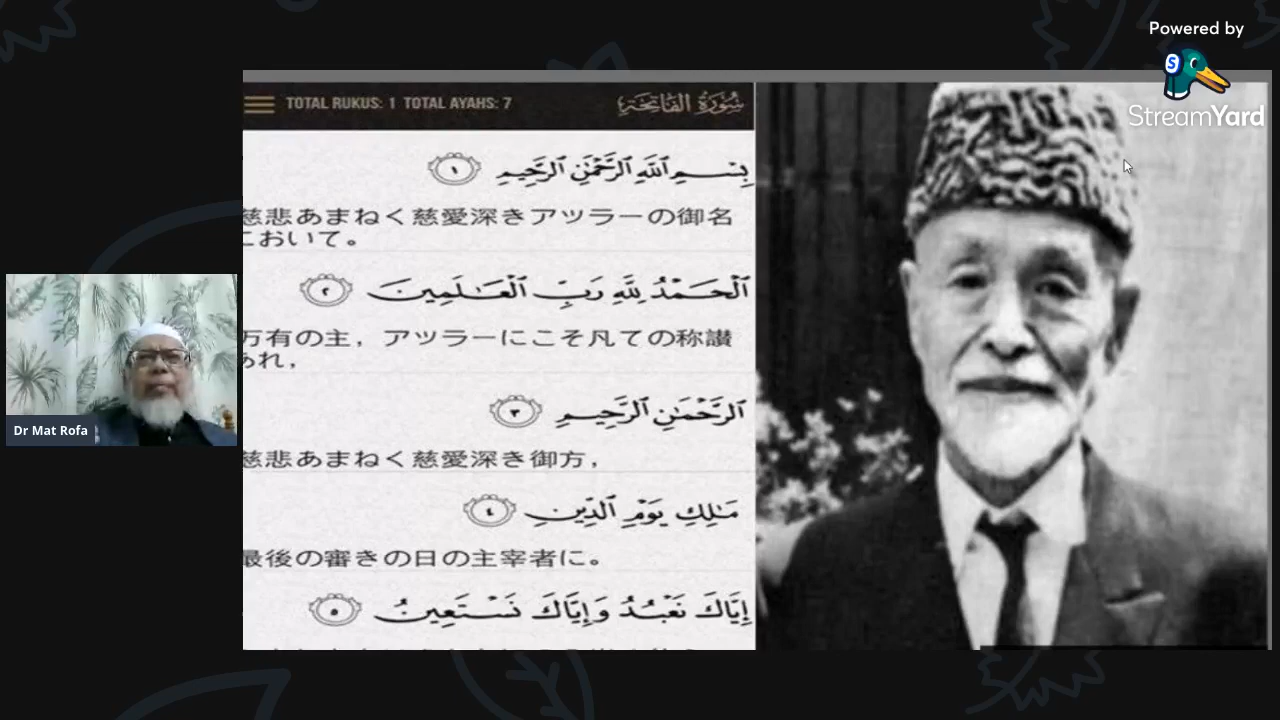 Powered by
StreamYard
TOTAL RUKUS: 1 TOTAL AYAHS: 7
سُورَةُ الفَاتِحَةِ
بِسْمِ ٱللَّهِ ٱلرَّحْمَٰنِ ٱلرَّحِيمِ ١
慈悲あまねく慈愛深きアッラーの御名
において。
ٱلْحَمْدُ لِلَّهِ رَبِّ ٱلْعَٰلَمِينَ ٢
万有の主，アッラーにこそ凡ての称讃
あれ，
ٱلرَّحْمَٰنِ ٱلرَّحِيمِ ٣
慈悲あまねく慈愛深き御方，
مَٰلِكِ يَوْمِ ٱلدِّينِ ٤
最後の審きの日の主宰者に。
إِيَّاكَ نَعْبُدُ وَإِيَّاكَ نَسْتَعِينُ ٥
Dr Mat Rofa